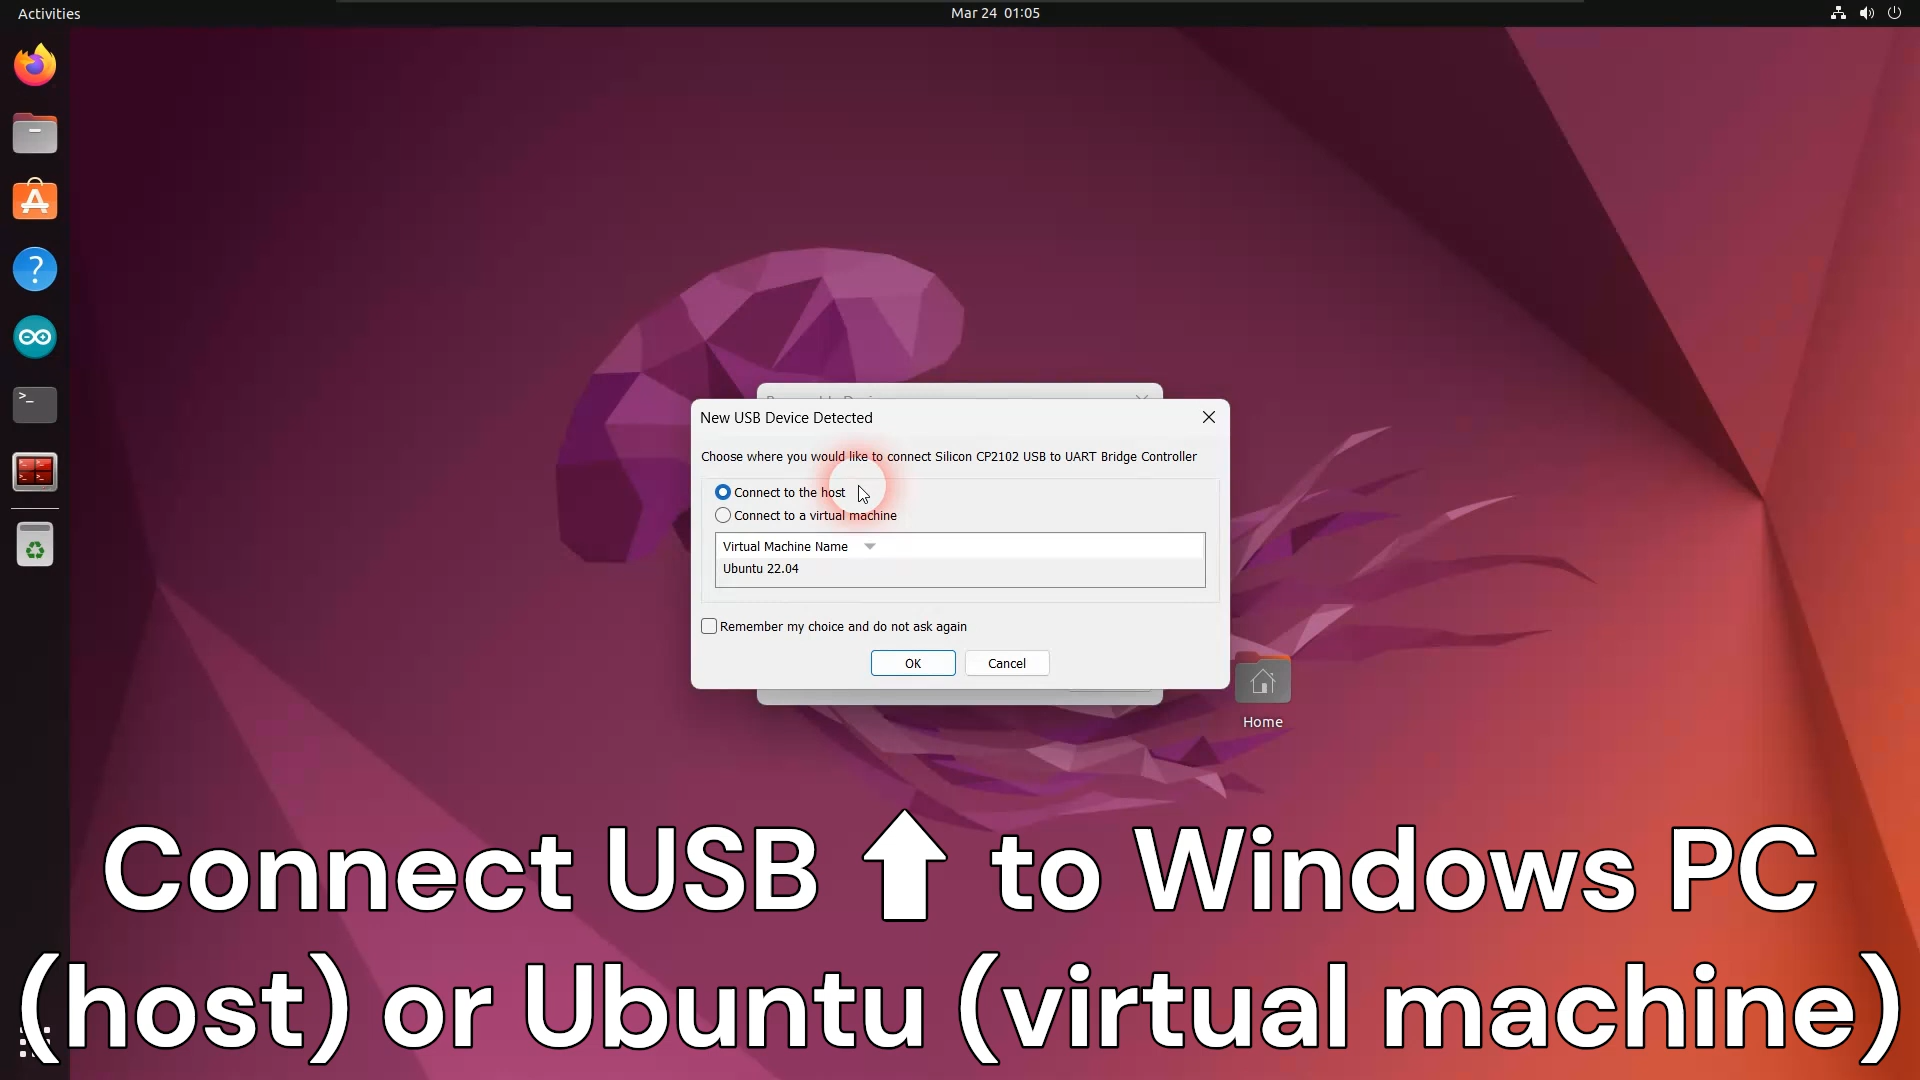 Activities
Mar 24 01:05
New USB Device Detected
Choose where you would like to connect Silicon CP2102 USB to UART Bridge Controller
Connect to the host
Connect to a virtual machine
Virtual Machine Name
Ubuntu 22.04
Remember my choice and do not ask again
OK
Cancel
Home
Connect USB ⬆ to Windows PC
(host) or Ubuntu (virtual machine)